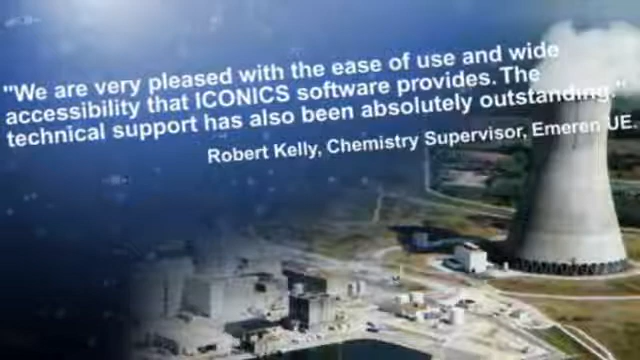 "We are very pleased with the ease of use and wide
accessibility that ICONICS software provides. The
technical support has also been absolutely outstanding."
Robert Kelly, Chemistry Supervisor, Emeren UE.